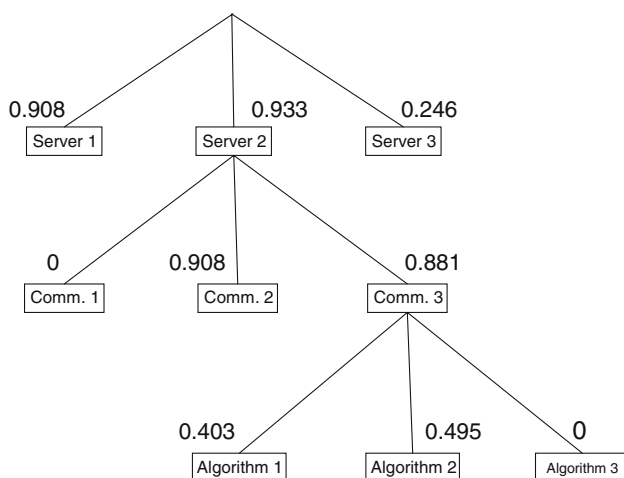 0.908 0.933 0.246
Server 1 Server 2 Server 3
0 0.908 0.881
Comm. 1 Comm. 2 Comm. 3
0.403 0.495 0
Algorithm 1 Algorithm 2 Algorithm 3